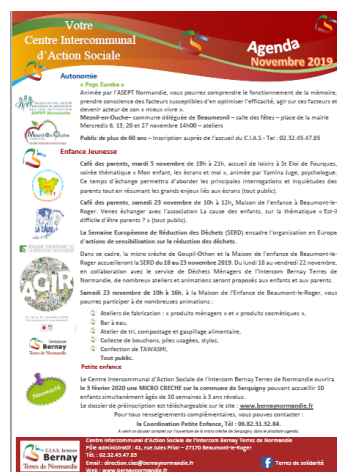 Votre
Centre Intercommunal
d'Action Sociale
Agenda
Novembre 2019
Autonomie
« Peps Eureka »
Animée par l'ASEPT Normandie, vous pourrez comprendre le fonctionnement de la mémoire,
prendre conscience des facteurs susceptibles d'en optimiser l'efficacité, agir sur ces facteurs et
devenir acteur de son « mieux vivre ».
Mesnil-en-Ouche– commune déléguée de Beaumesnil – salle des fêtes – place de la mairie
Mercredis 6, 13, 20 et 27 novembre 14h00 – ateliers
Public de plus de 60 ans – Inscription auprès de l'accueil du C.I.A.S - Tel : 02.32.45.47.85
Enfance Jeunesse
Café des parents, mardi 5 novembre de 19h à 21h, accueil de loisirs à St Eloi de Fourques,
soirée thématique « Mon enfant, les écrans et moi », animée par Yamina Juge, psychologue.
Ce temps d'échange permettra d'aborder les principales interrogations et inquiétudes des
parents tout en résumant les grands enjeux liés aux écrans (tout public).
Café des parents, samedi 23 novembre de 10h à 12h, Maison de l'enfance à Beaumont-le-
Roger. Venez échanger avec l'association La cause des enfants, sur la thématique « Est-il
difficile d'être parents ? » (tout public).
La Semaine Européenne de Réduction des Déchets (SERD) encadre l'organisation en Europe
d'actions de sensibilisation sur la réduction des déchets.
Dans ce cadre, la micro crèche de Goupil-Othon et la Maison de l'enfance de Beaumont-le-
Roger accueilleront la SERD du 18 au 23 novembre 2019. Du lundi 18 au vendredi 22 novembre,
en collaboration avec le service de Déchets Ménagers de l'Intercom Bernay Terres de
Normandie, de nombreux ateliers et animations seront proposés aux enfants et aux parents.
Samedi 23 novembre de 10h à 16h, à la Maison de l'Enfance de Beaumont-le-Roger, vous
pourrez participer à de nombreuses animations :
Ateliers de fabrication : « produits ménagers » et « produits cosmétiques »,
Bar à eau,
Atelier de tri, compostage et gaspillage alimentaire,
Collecte de bouchons, piles usagées, stylos,
Confection de TAWASHI,
Tout public.
Petite enfance
Le Centre Intercommunal d'Action Sociale de l'Intercom Bernay Terres de Normandie ouvrira
le 3 février 2020 une MICRO CRECHE sur la commune de Serquigny pouvant accueillir 10
enfants simultanément âgés de 10 semaines à 3 ans révolus.
Le dossier de préinscription est téléchargeable sur le site : www.bernaynormandie.fr
Pour tous renseignements complémentaires, vous pouvez contacter :
la Coordination Petite Enfance, Tél : 06.82.31.52.84.
Nouveauté
Centre Intercommunal d'Action Sociale de l'Intercom Bernay Terres de Normandie
Pôle administratif: 41, rue Jules Prior – 27170 Beaumont-le-Roger
Tél. : 02.32.45.47.85
Email : direction.cias@bernaynormandie.fr
Web : www.bernaynormandie.fr
Terres de solidarité
C.I.A.S. Intercom
Bernay
Terres de Normandie